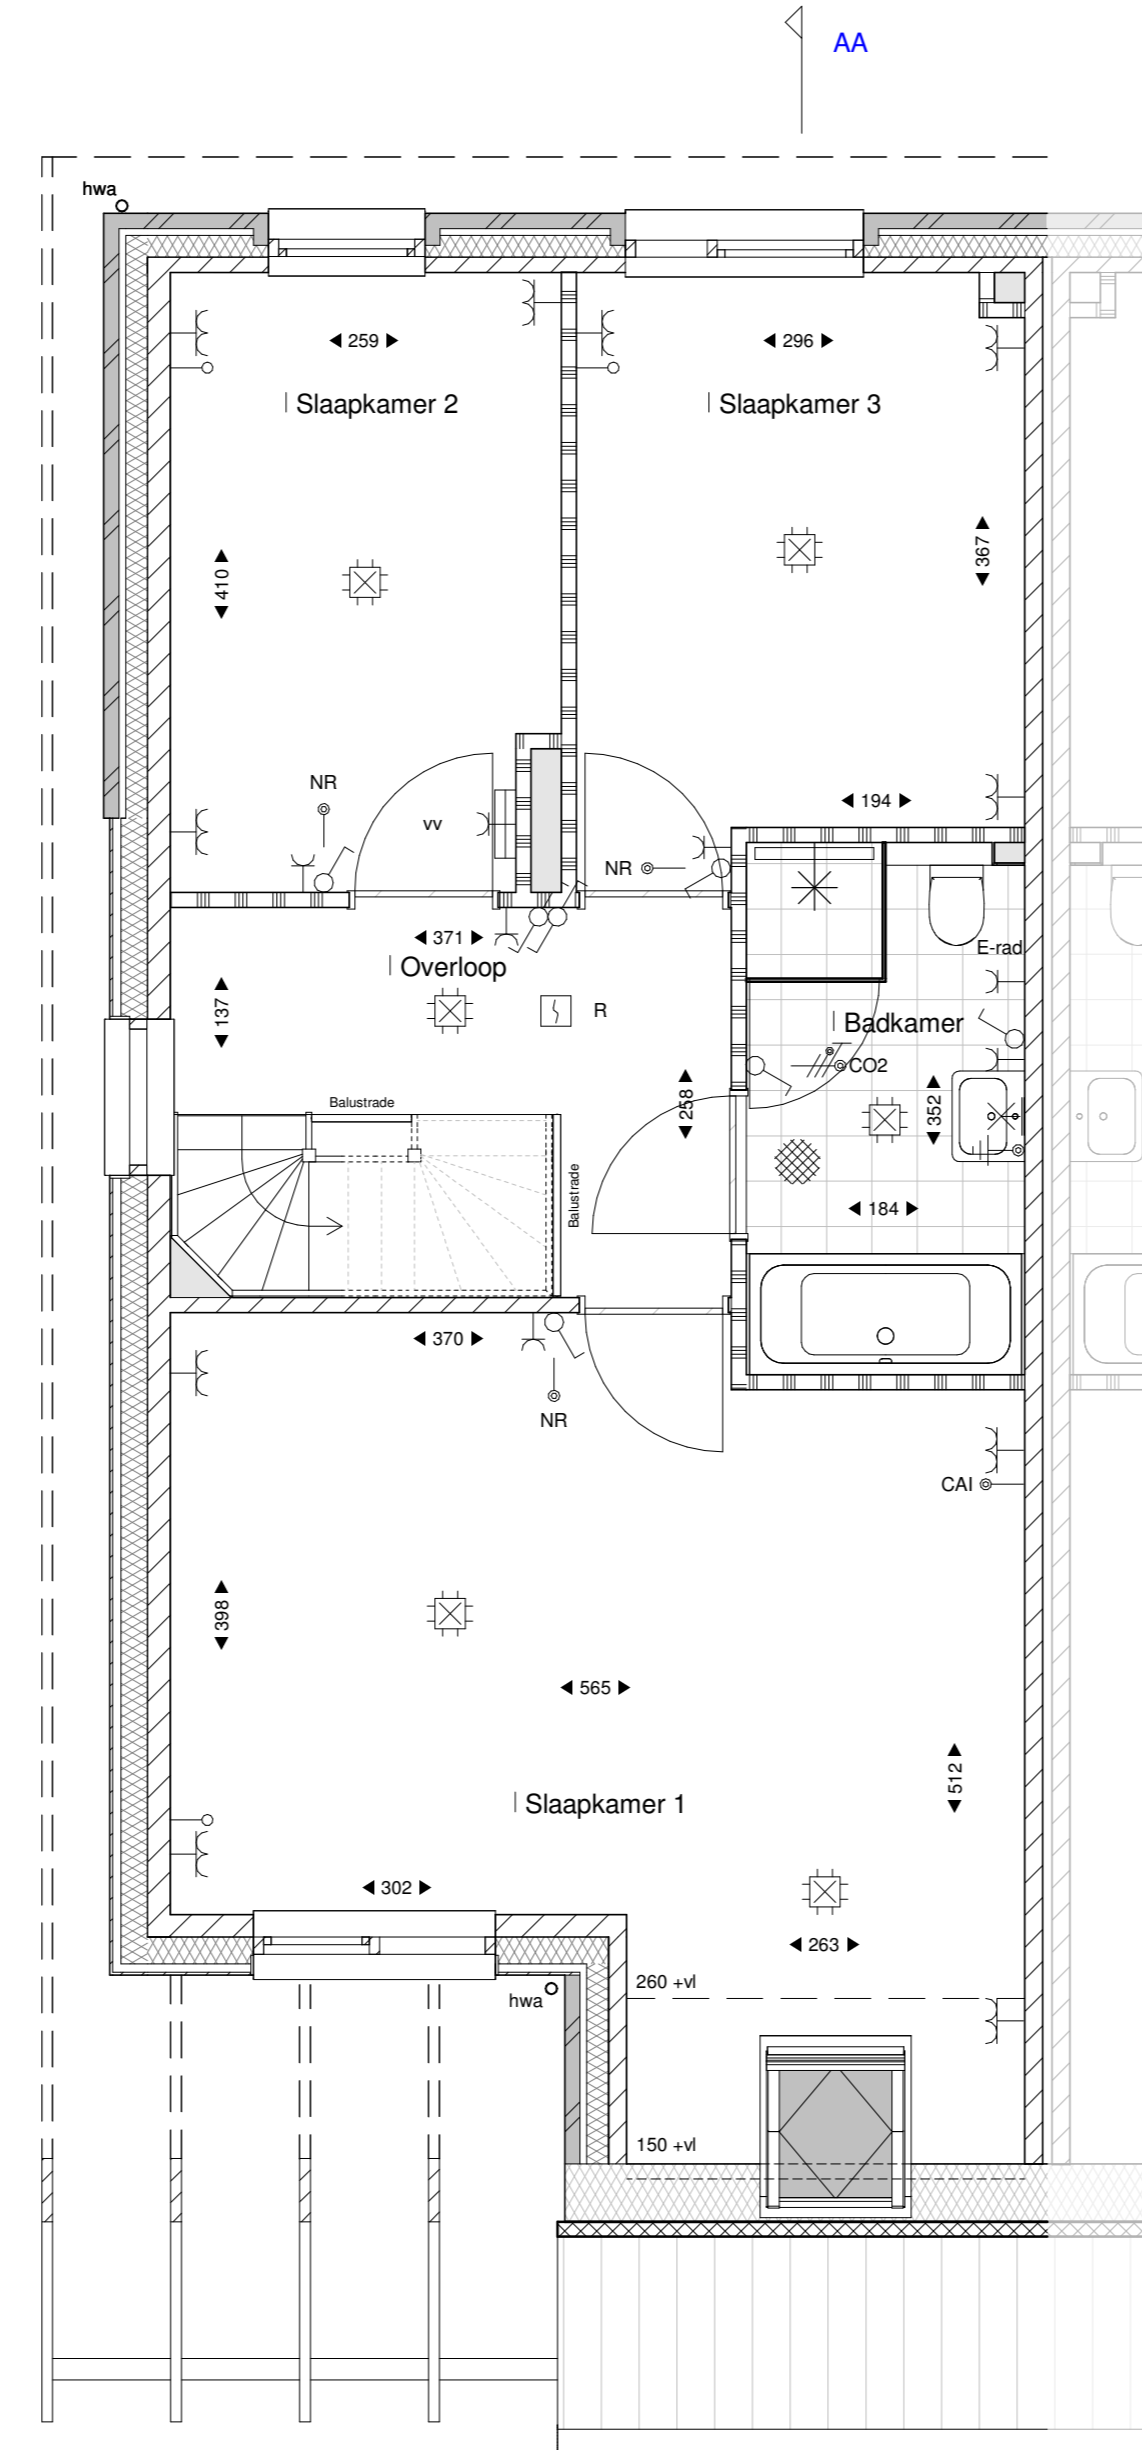 AA
hwa
259
296
Slaapkamer 2
Slaapkamer 3
410
367
NR
vv
194
NR
371
Overloop
E-rad
137
R
Badkamer
CO2
Balustrade
258
352
Balustrade
184
370
NR
CAI
398
565
512
Slaapkamer 1
302
263
260 +vl
hwa
150 +vl